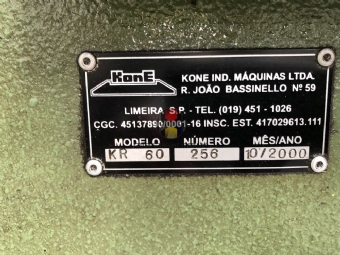 KonE
KONE IND. MÁQUINAS LTDA.
R. JOÃO BASSINELLO Nº 59
LIMEIRA S.P. - TEL. (019) 451 - 1026
CGC. 45137890/0001-16 INSC. EST. 417029613.111
MODELO NÚMERO MÊS/ANO
KR 60 256 10/2000